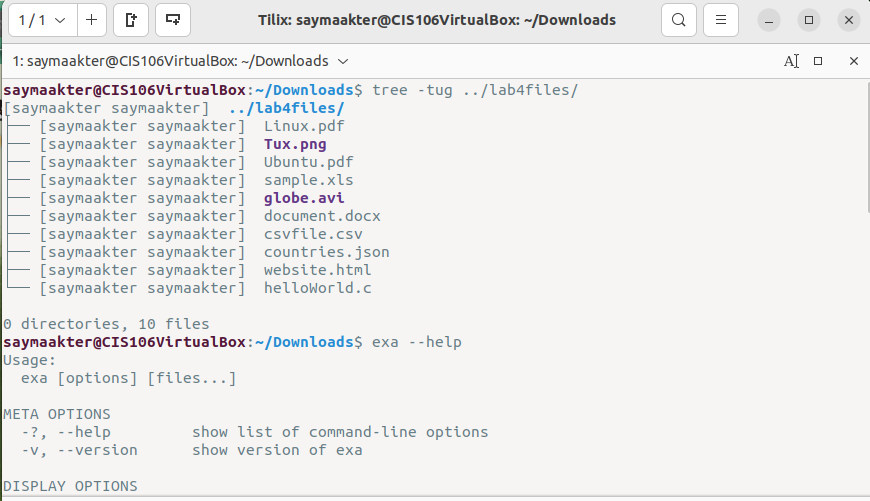 1 / 1
Tilix: saymaakter@CIS106VirtualBox: ~/Downloads
1: saymaakter@CIS106VirtualBox: ~/Downloads
saymaakter@CIS106VirtualBox:~/Downloads$ tree -tug ../lab4files/
[saymaakter saymaakter]  ../lab4files/
├── [saymaakter saymaakter]  Linux.pdf
├── [saymaakter saymaakter]  Tux.png
├── [saymaakter saymaakter]  Ubuntu.pdf
├── [saymaakter saymaakter]  sample.xls
├── [saymaakter saymaakter]  globe.avi
├── [saymaakter saymaakter]  document.docx
├── [saymaakter saymaakter]  csvfile.csv
├── [saymaakter saymaakter]  countries.json
├── [saymaakter saymaakter]  website.html
└── [saymaakter saymaakter]  helloWorld.c
0 directories, 10 files
saymaakter@CIS106VirtualBox:~/Downloads$ exa --help
Usage:
  exa [options] [files...]
META OPTIONS
  -?, --help         show list of command-line options
  -v, --version      show version of exa
DISPLAY OPTIONS